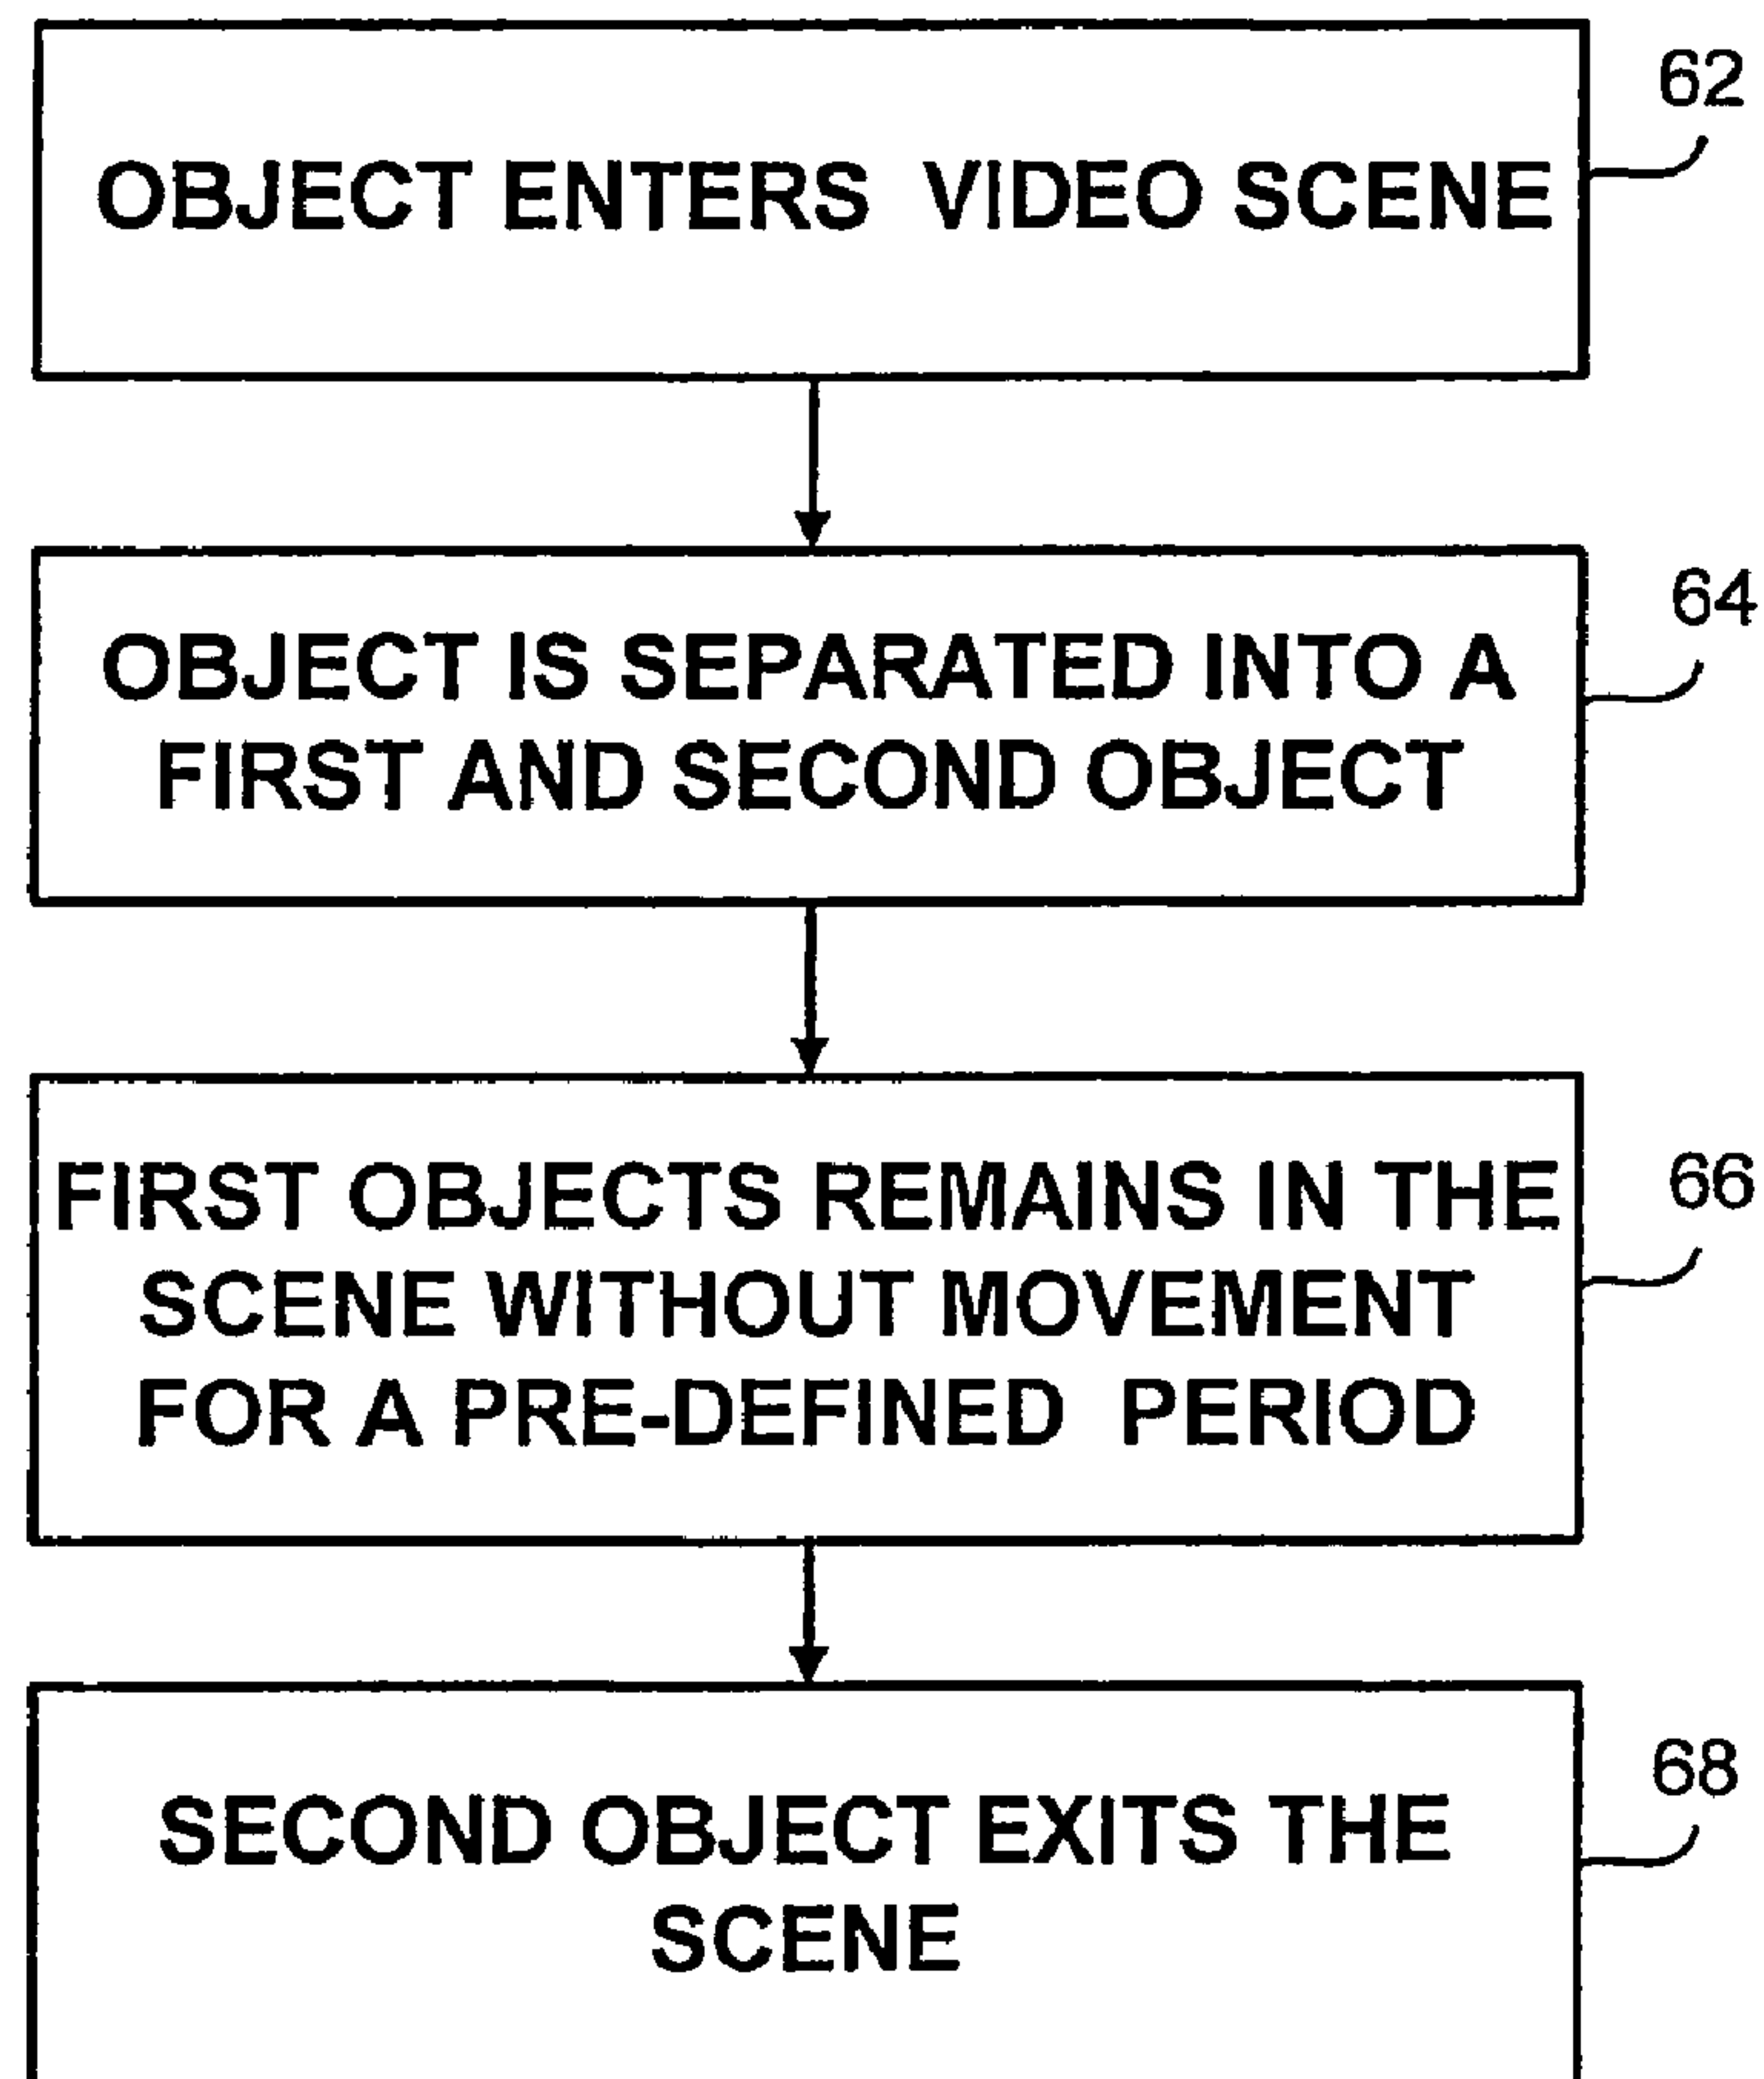 62
OBJECT ENTERS VIDEO SCENE
64
OBJECT IS SEPARATED INTO A
FIRST AND SECOND OBJECT
66
FIRST OBJECTS REMAINS IN THE
SCENE WITHOUT MOVEMENT
FOR A PRE-DEFINED PERIOD
68
SECOND OBJECT EXITS THE
SCENE